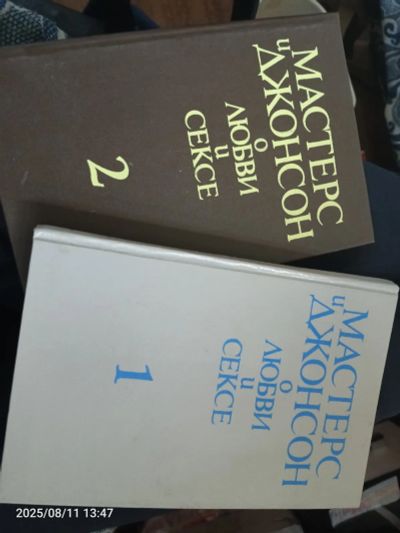 МАСТЕРС
и
ДЖОНСОН
о
ЛЮБВИ
и
СЕКСЕ
2
МАСТЕРС
и
ДЖОНСОН
о
ЛЮБВИ
и
СЕКСЕ
1
2025/08/11 13:47